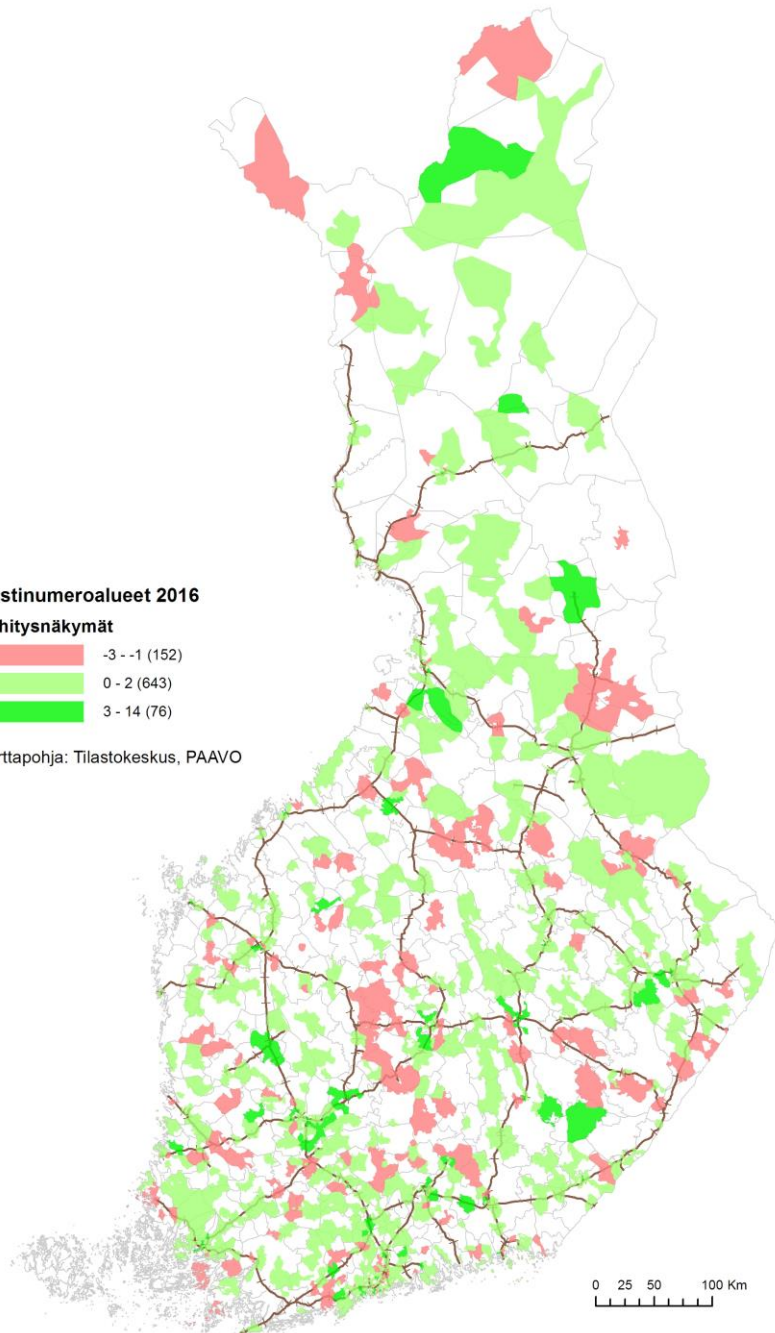 stinumeroalueet 2016
hitysnäkymät
-3 - -1 (152)
0 - 2 (643)
3 - 14 (76)
rttapohja: Tilastokeskus, PAAVO
0 25 50 100 Km